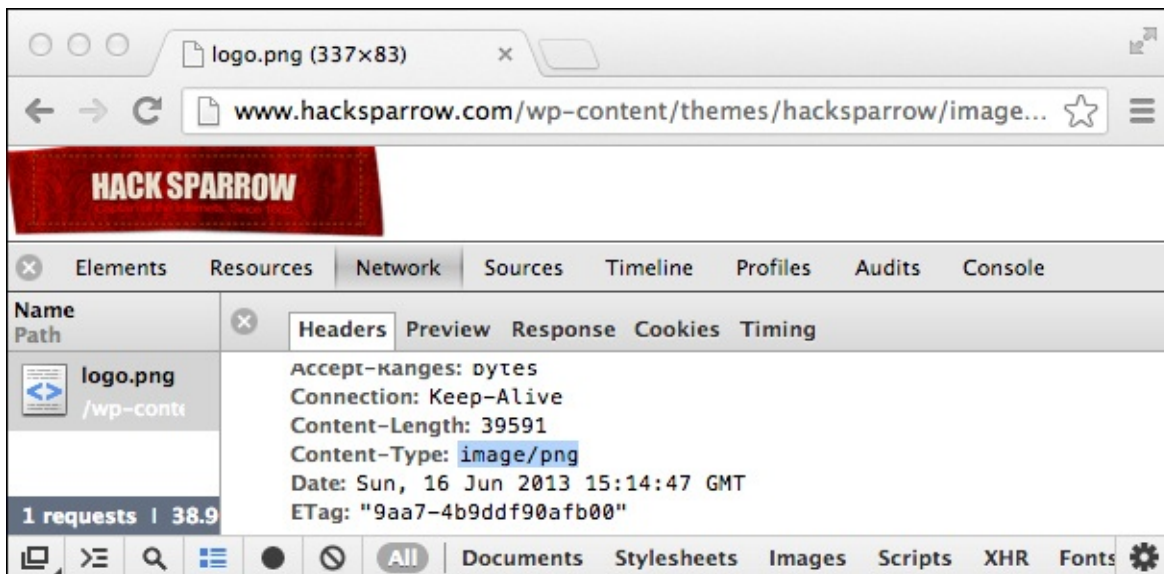 logo.png (337×83)
www.hacksparrow.com/wp-content/themes/hacksparrow/image...
HACK SPARROW
Elements Resources Network Sources Timeline Profiles Audits Console
Name
Path
Headers Preview Response Cookies Timing
logo.png
/wp-conte
Accept-Ranges: bytes
Connection: Keep-Alive
Content-Length: 39591
Content-Type: image/png
Date: Sun, 16 Jun 2013 15:14:47 GMT
ETag: "9aa7-4b9ddf90afb00"
1 requests | 38.9
All Documents Stylesheets Images Scripts XHR Fonts